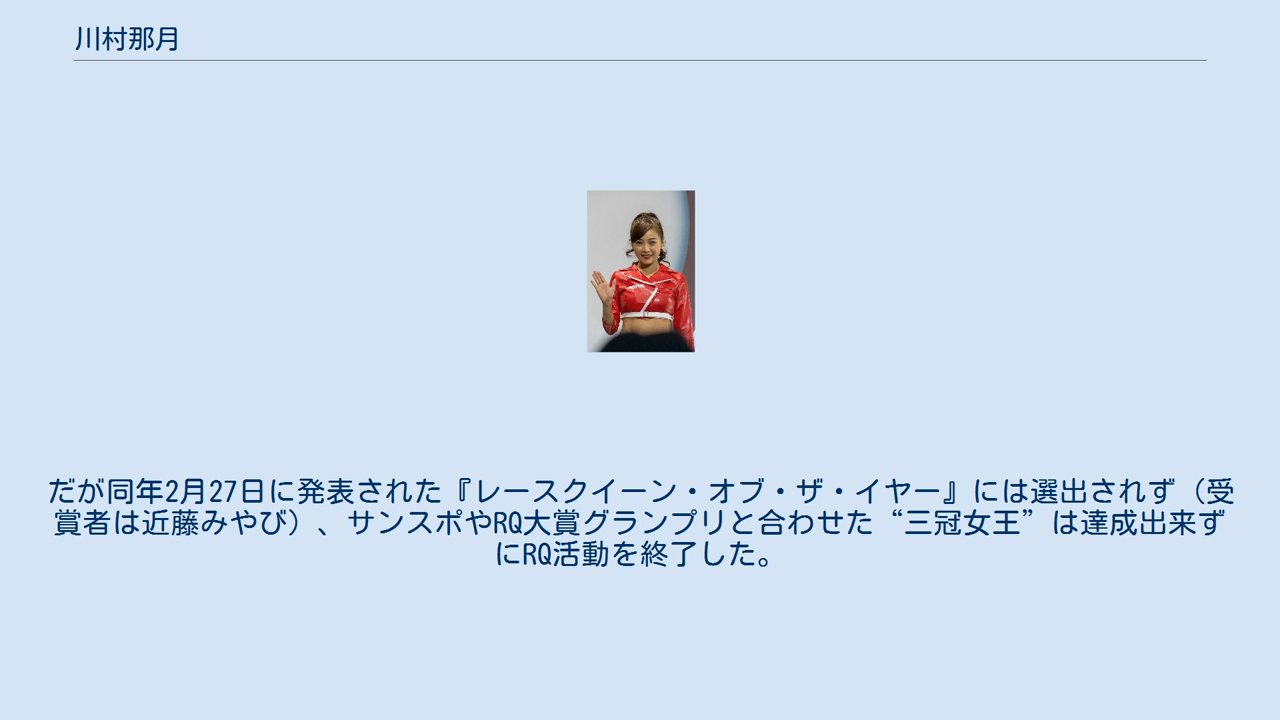 川村那月
だが同年2月27日に発表された『レースクイーン・オブ・ザ・イヤー』には選出されず（受
賞者は近藤みやび）、サンスポやRQ大賞グランプリと合わせた“三冠女王”は達成出来ず
にRQ活動を終了した。